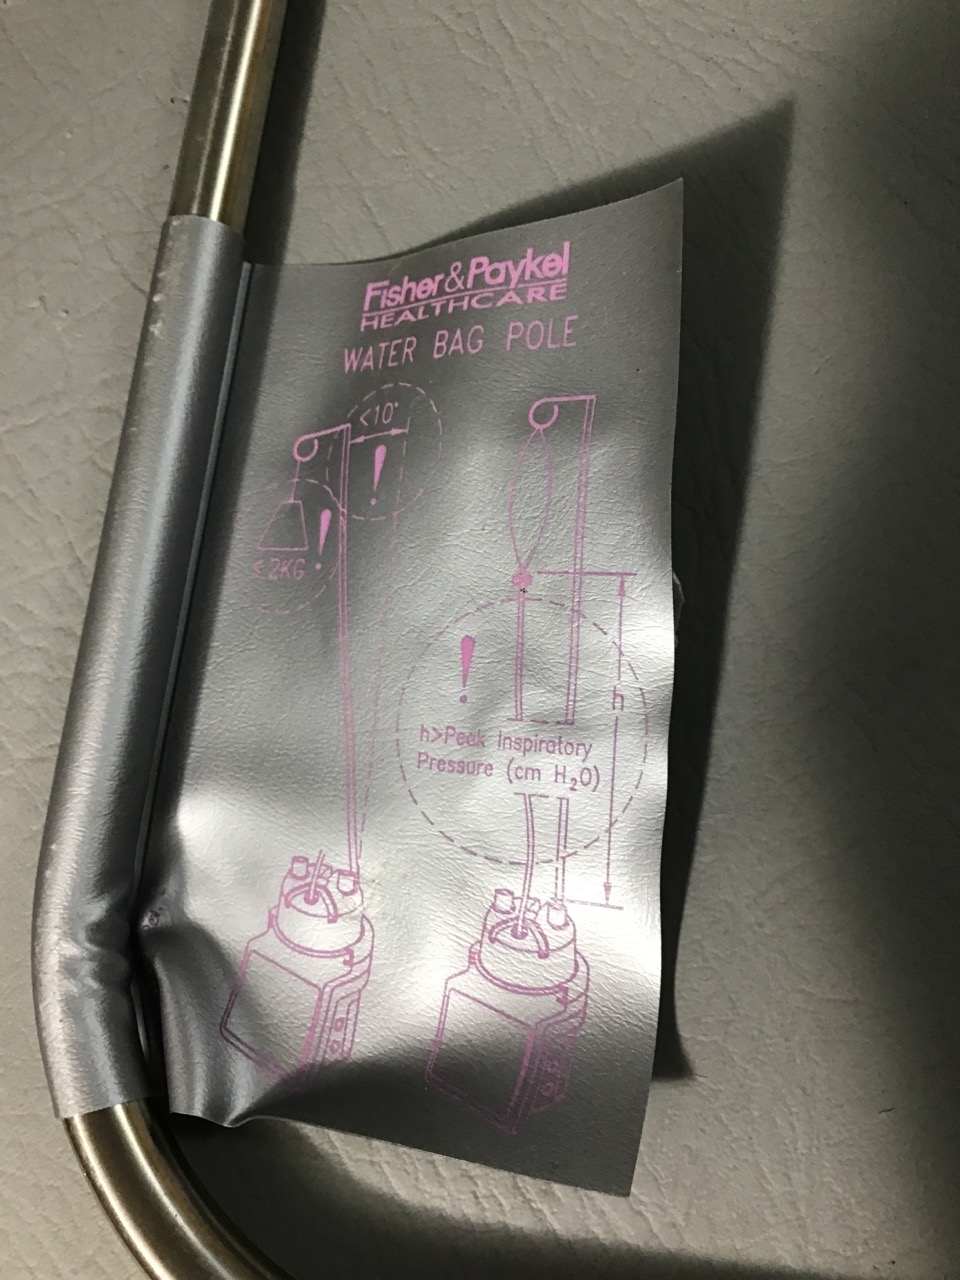 Fisher&Paykel
HEALTHCARE
WATER BAG POLE
<10°
!
!
≤2KG
!
h
h>Peak Inspiratory
Pressure (cm H₂O)